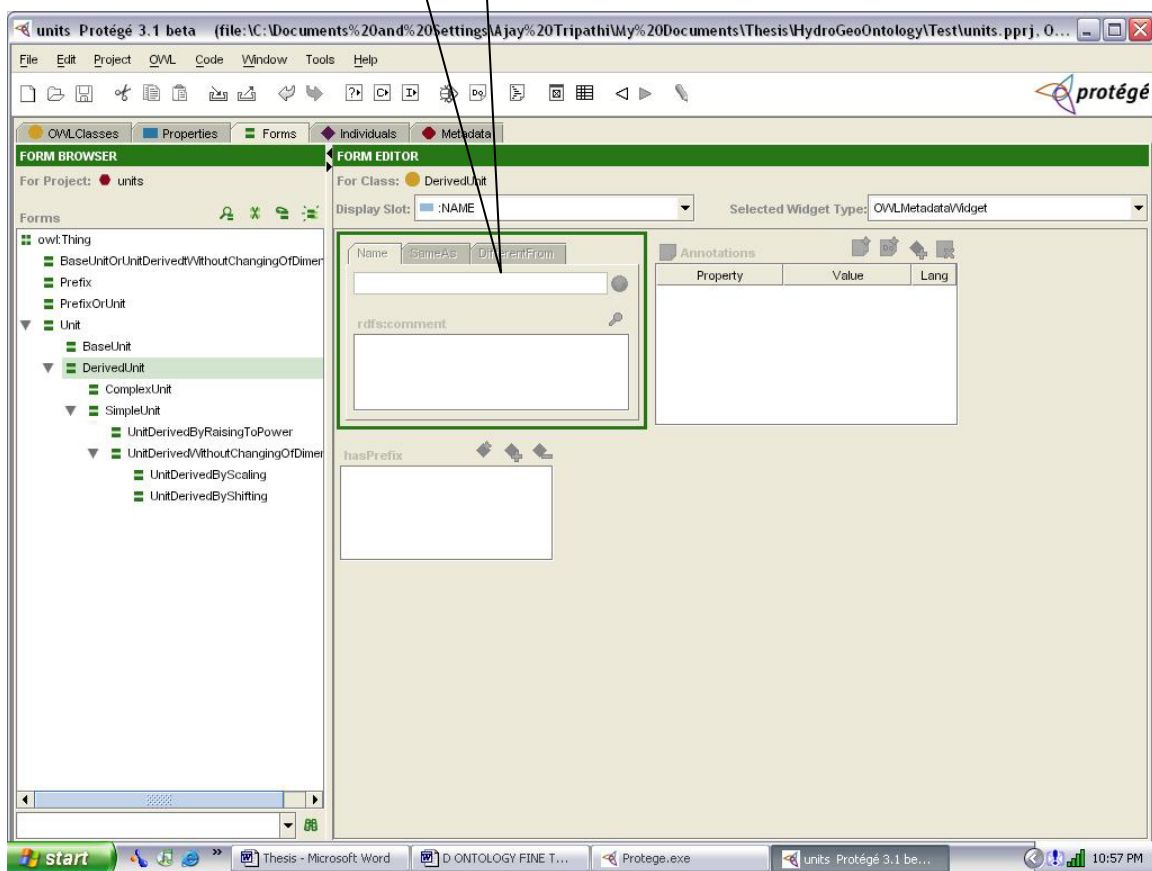 units Protégé 3.1 beta (file:\C:\Documents%20and%20Settings\Ajay%20Tripathi\My%20Documents\Thesis\HydroGeoOntology\Test\units.pprj, O...
File Edit Project OWL Code Window Tools Help
protégé
OWLClasses Properties Forms Individuals Metadata
FORM BROWSER
For Project: units
Forms
owl:Thing
BaseUnitOrUnitDerivedtWithoutChangingOfDimer
Prefix
PrefixOrUnit
Unit
BaseUnit
DerivedUnit
ComplexUnit
SimpleUnit
UnitDerivedByRaisingToPower
UnitDerivedWithoutChangingOfDimer
UnitDerivedByScaling
UnitDerivedByShifting
FORM EDITOR
For Class: DerivedUnit
Display Slot: :NAME Selected Widget Type: OWLMetadataWidget
Name SameAs DifferentFrom
rdfs:comment
Annotations
Property Value Lang
hasPrefix
start Thesis - Microsoft Word D ONTOLOGY FINE T... Protege.exe units Protégé 3.1 be... 10:57 PM